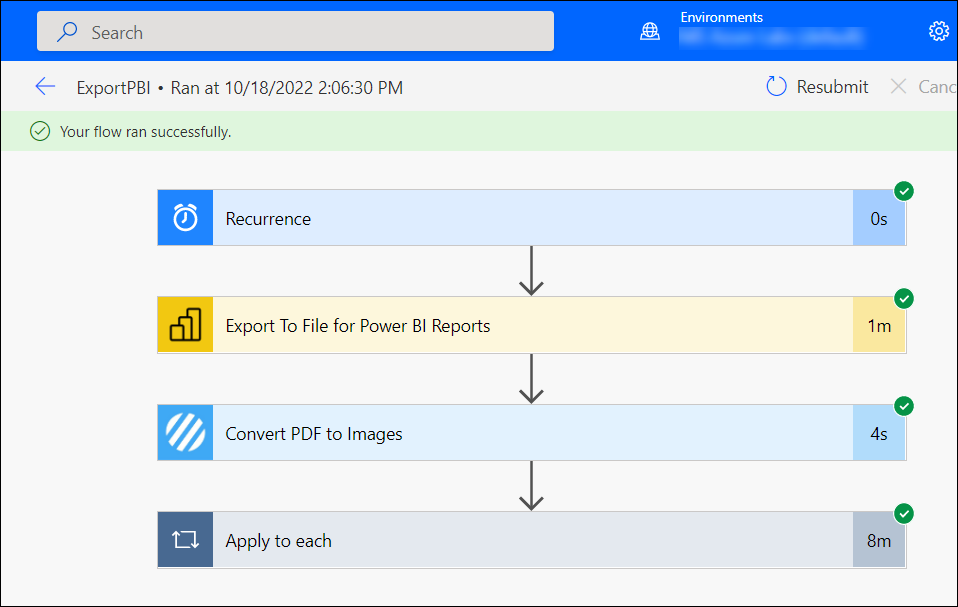 Search
Environments
ExportPBI • Ran at 10/18/2022 2:06:30 PM
Resubmit
Canc
Your flow ran successfully.
Recurrence
0s
Export To File for Power BI Reports
1m
Convert PDF to Images
4s
Apply to each
8m